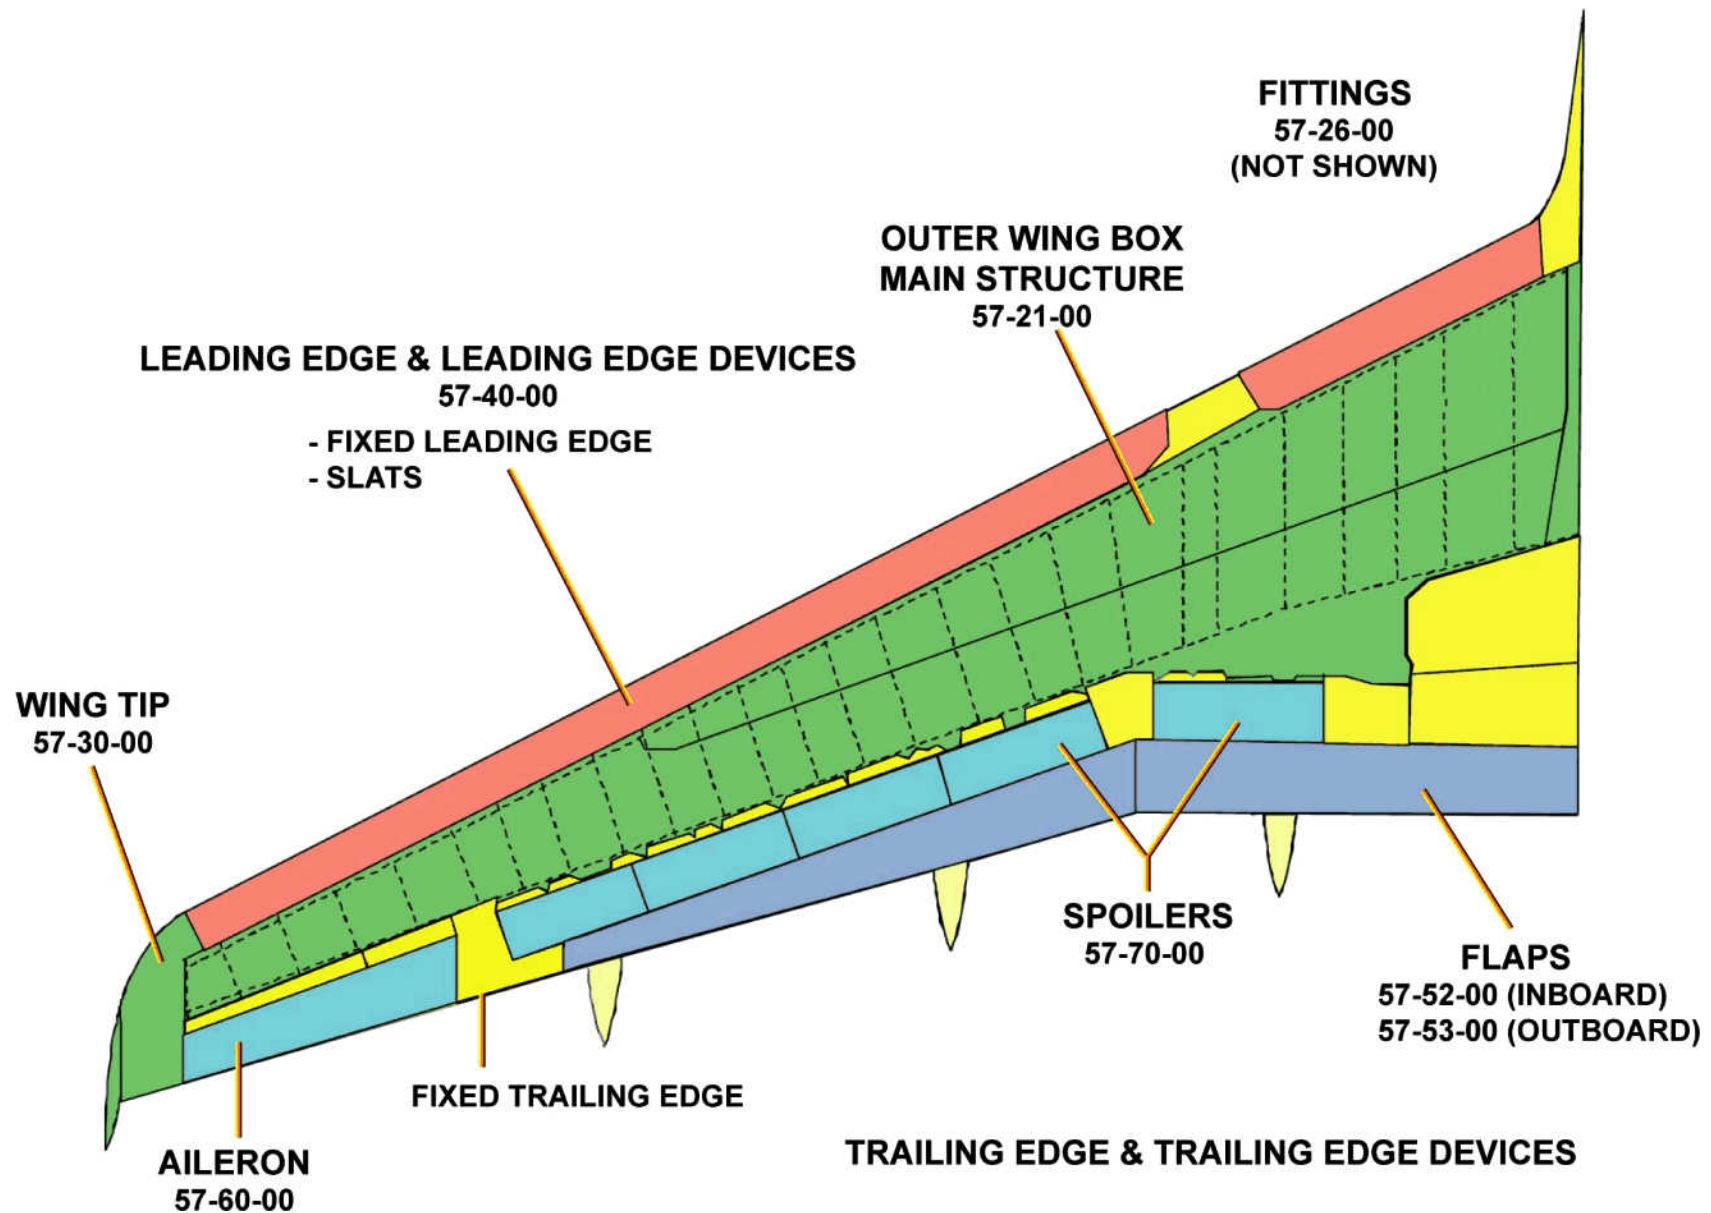 FITTINGS
57-26-00
(NOT SHOWN)
OUTER WING BOX
MAIN STRUCTURE
57-21-00
LEADING EDGE & LEADING EDGE DEVICES
57-40-00
- FIXED LEADING EDGE
- SLATS
WING TIP
57-30-00
SPOILERS
57-70-00
FLAPS
57-52-00 (INBOARD)
57-53-00 (OUTBOARD)
FIXED TRAILING EDGE
TRAILING EDGE & TRAILING EDGE DEVICES
AILERON
57-60-00